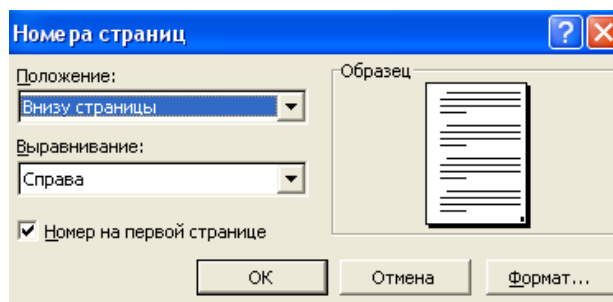 Номера страниц
Положение:
Внизу страницы
Выравнивание:
Справа
Номер на первой странице
Образец
ОК
Отмена
Формат...